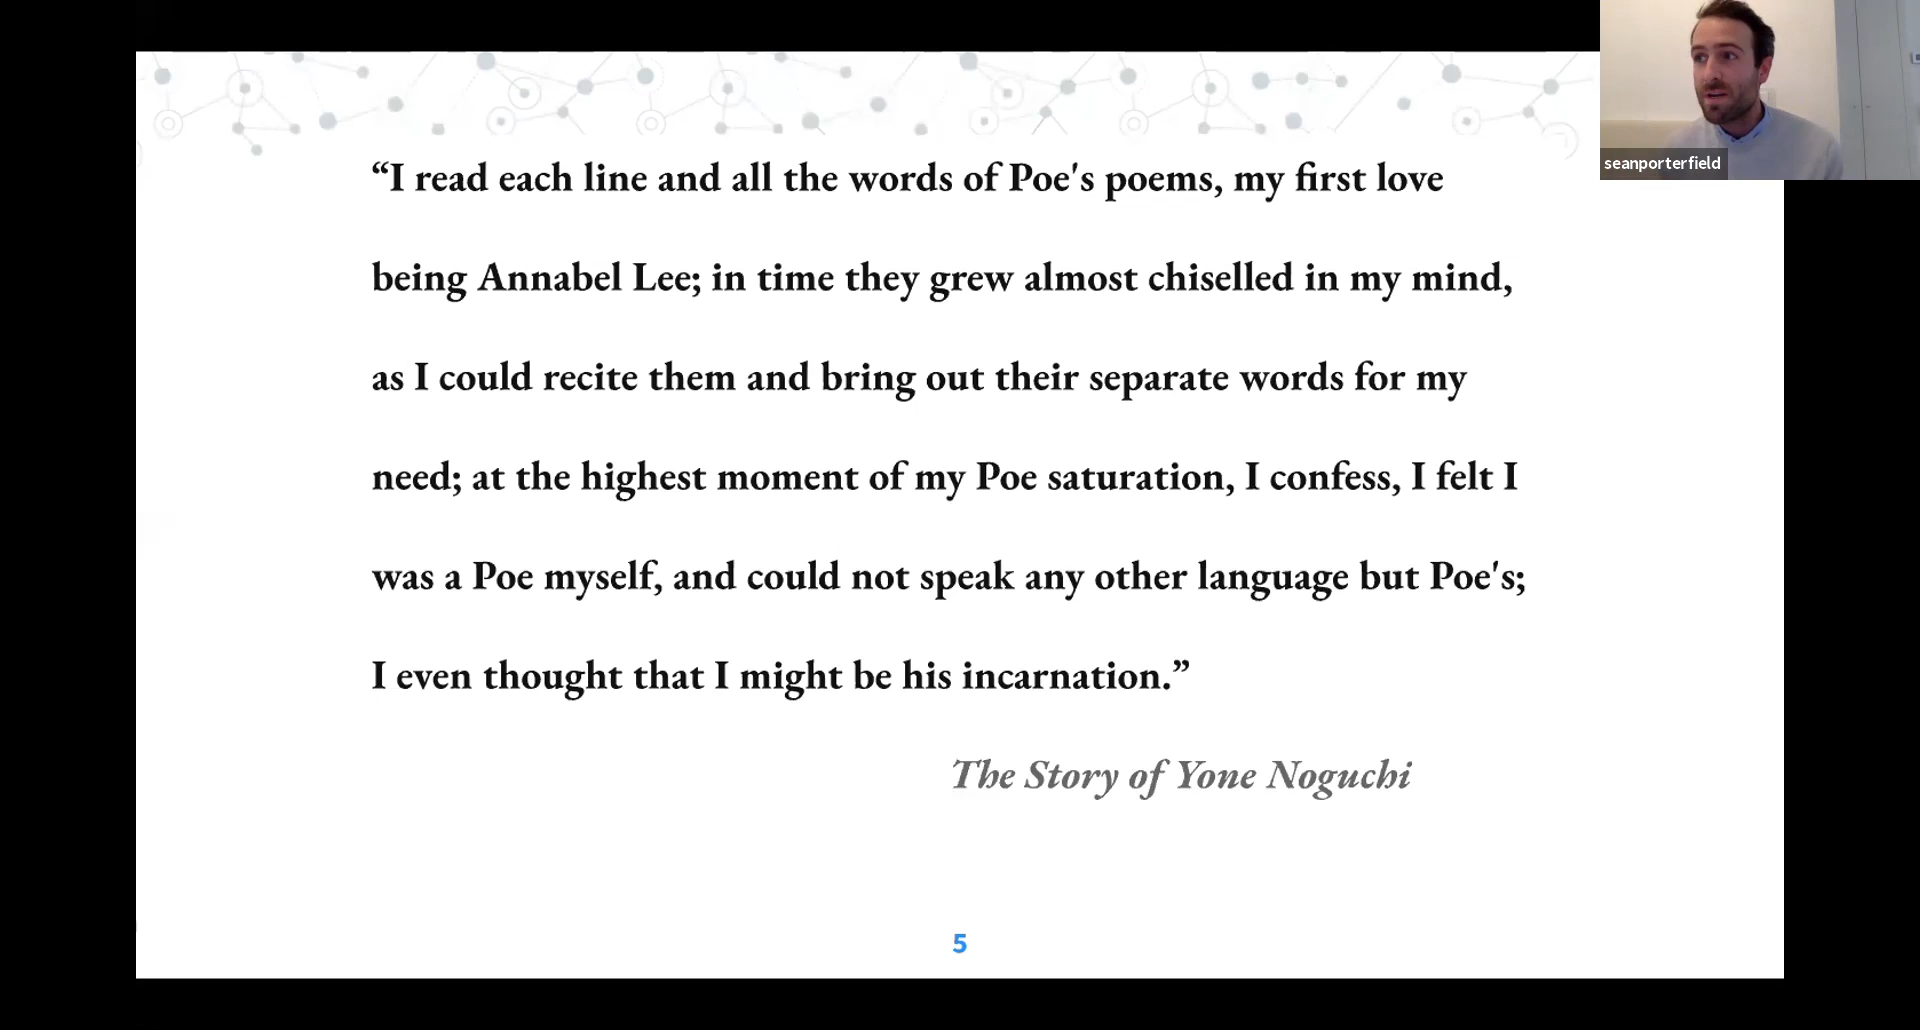 seanporterfield
“I read each line and all the words of Poe's poems, my first love
being Annabel Lee; in time they grew almost chiselled in my mind,
as I could recite them and bring out their separate words for my
need; at the highest moment of my Poe saturation, I confess, I felt I
was a Poe myself, and could not speak any other language but Poe's;
I even thought that I might be his incarnation.”
The Story of Yone Noguchi
5